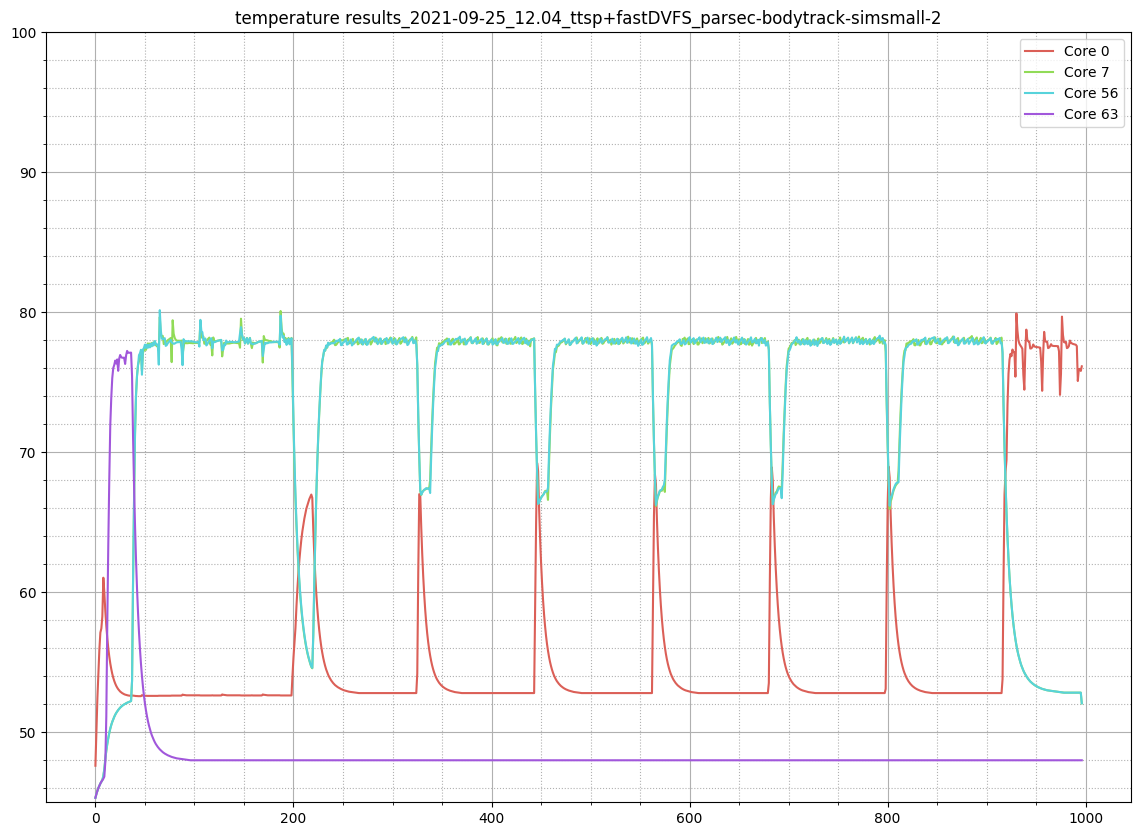 temperature results_2021-09-25_12.04_ttsp+fastDVFS_parsec-bodytrack-simsmall-2
Core 0
Core 7
Core 56
Core 63
100
90
80
70
60
50
0 200 400 600 800 1000